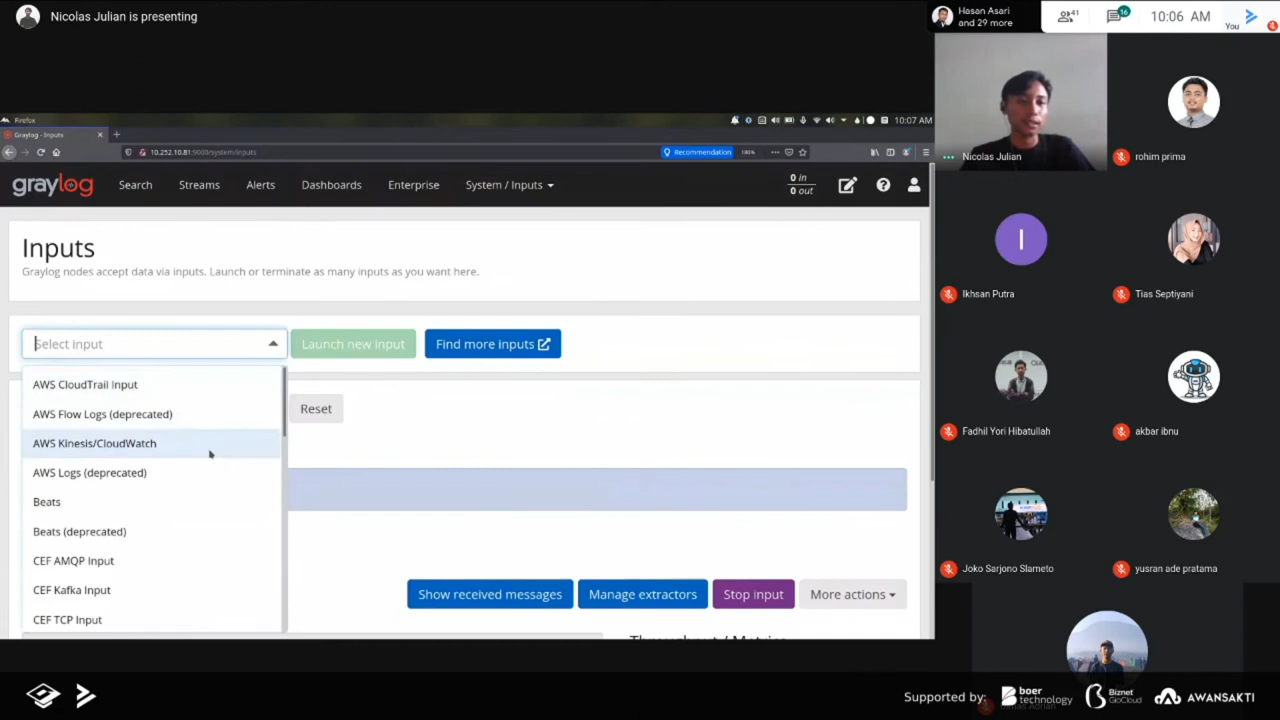 Nicolas Julian is presenting
Hasan Asari
and 29 more
41
16
10:06 AM
You
Firefox
10:07 AM
Graylog - Inputs
10.252.10.81:9000/system/inputs
Recommendation
186%
graylog
Search
Streams
Alerts
Dashboards
Enterprise
System / Inputs
0 in
0 out
Inputs
Graylog nodes accept data via inputs. Launch or terminate as many inputs as you want here.
Select input
Launch new input
Find more inputs
AWS CloudTrail Input
AWS Flow Logs (deprecated)
AWS Kinesis/CloudWatch
AWS Logs (deprecated)
Beats
Beats (deprecated)
CEF AMQP Input
CEF Kafka Input
CEF TCP Input
Reset
Show received messages
Manage extractors
Stop input
More actions
Throughput / Metrics
Nicolas Julian
rohim prima
I
Ikhsan Putra
Tias Septiyani
Fadhil Yori Hibatullah
akbar ibnu
Joko Sarjono Slameto
yusran ade pratama
Supported by:
boer
technology
Biznet
GioCloud
AWANSAKTI